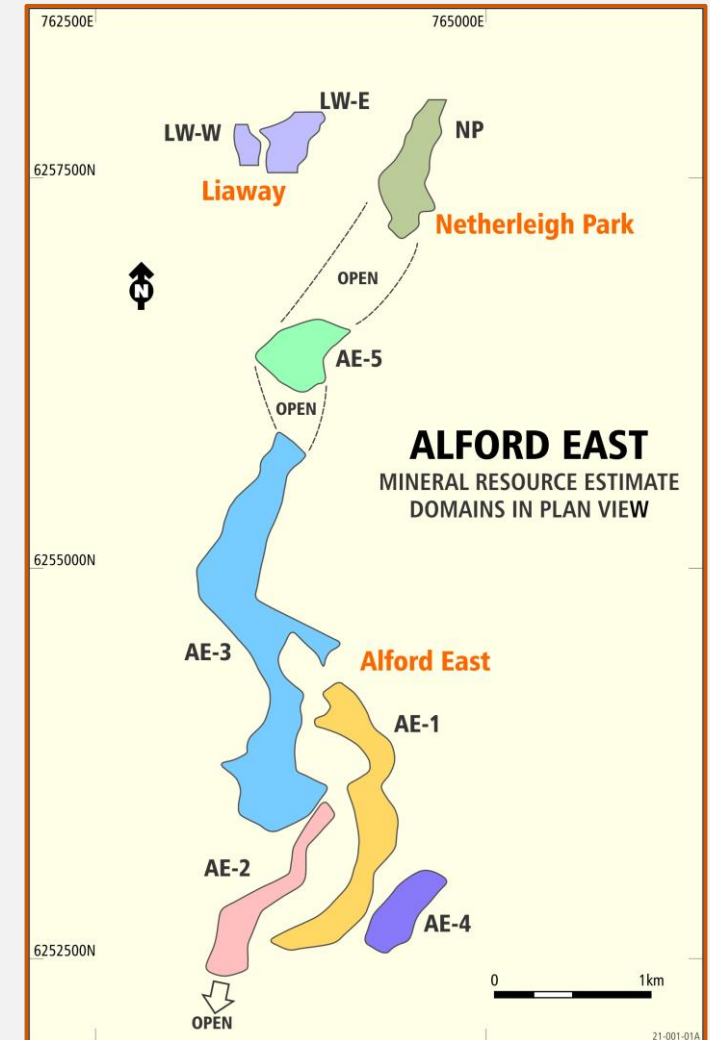 762500E
765000E
LW-E
LW-W
NP
6257500N
Liaway
Netherleigh Park
OPEN
N
AE-5
OPEN
ALFORD EAST
MINERAL RESOURCE ESTIMATE
DOMAINS IN PLAN VIEW
6255000N
AE-3
Alford East
AE-1
AE-2
AE-4
6252500N
0
1km
OPEN
21-001-01A